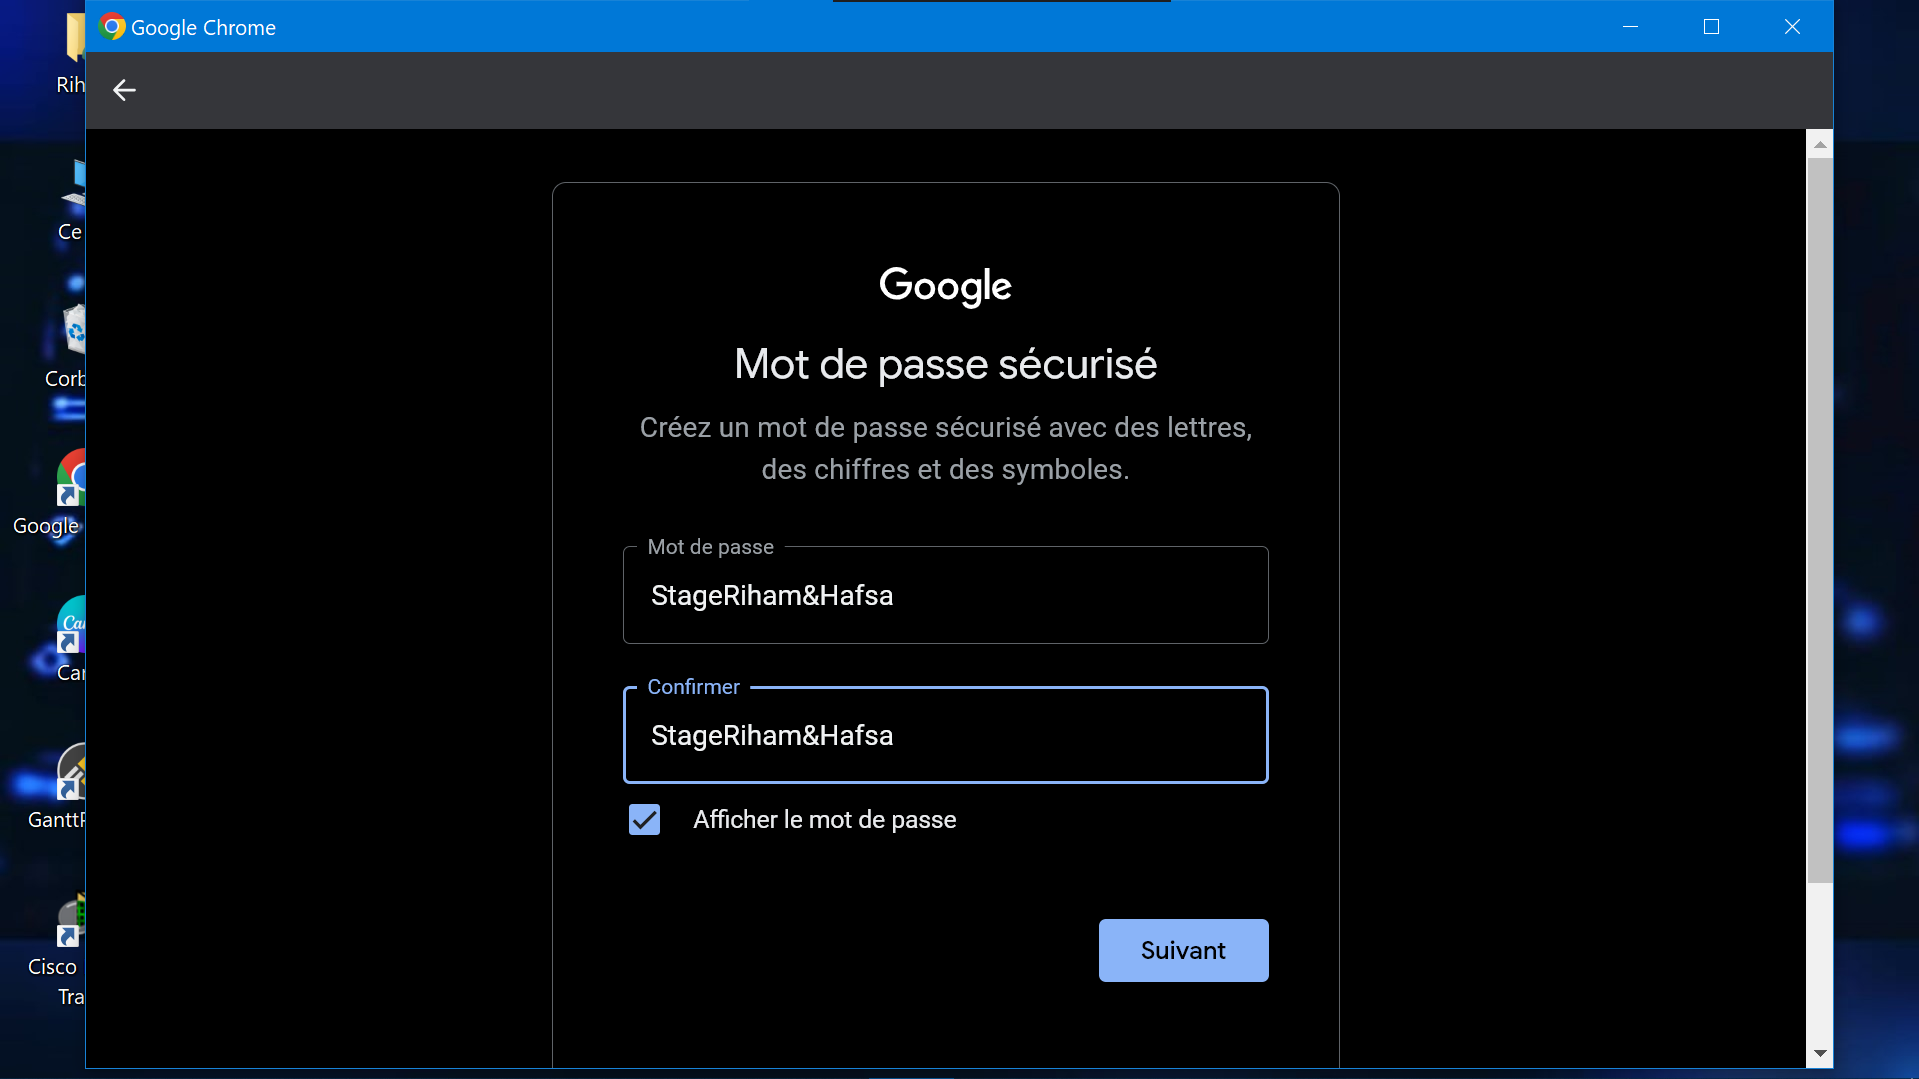 Google Chrome
Rih
Ce
Corb
Google
Car
GanttP
Cisco
Tra
Google
Mot de passe sécurisé
Créez un mot de passe sécurisé avec des lettres,
des chiffres et des symboles.
Mot de passe
StageRiham&Hafsa
Confirmer
StageRiham&Hafsa
Afficher le mot de passe
Suivant